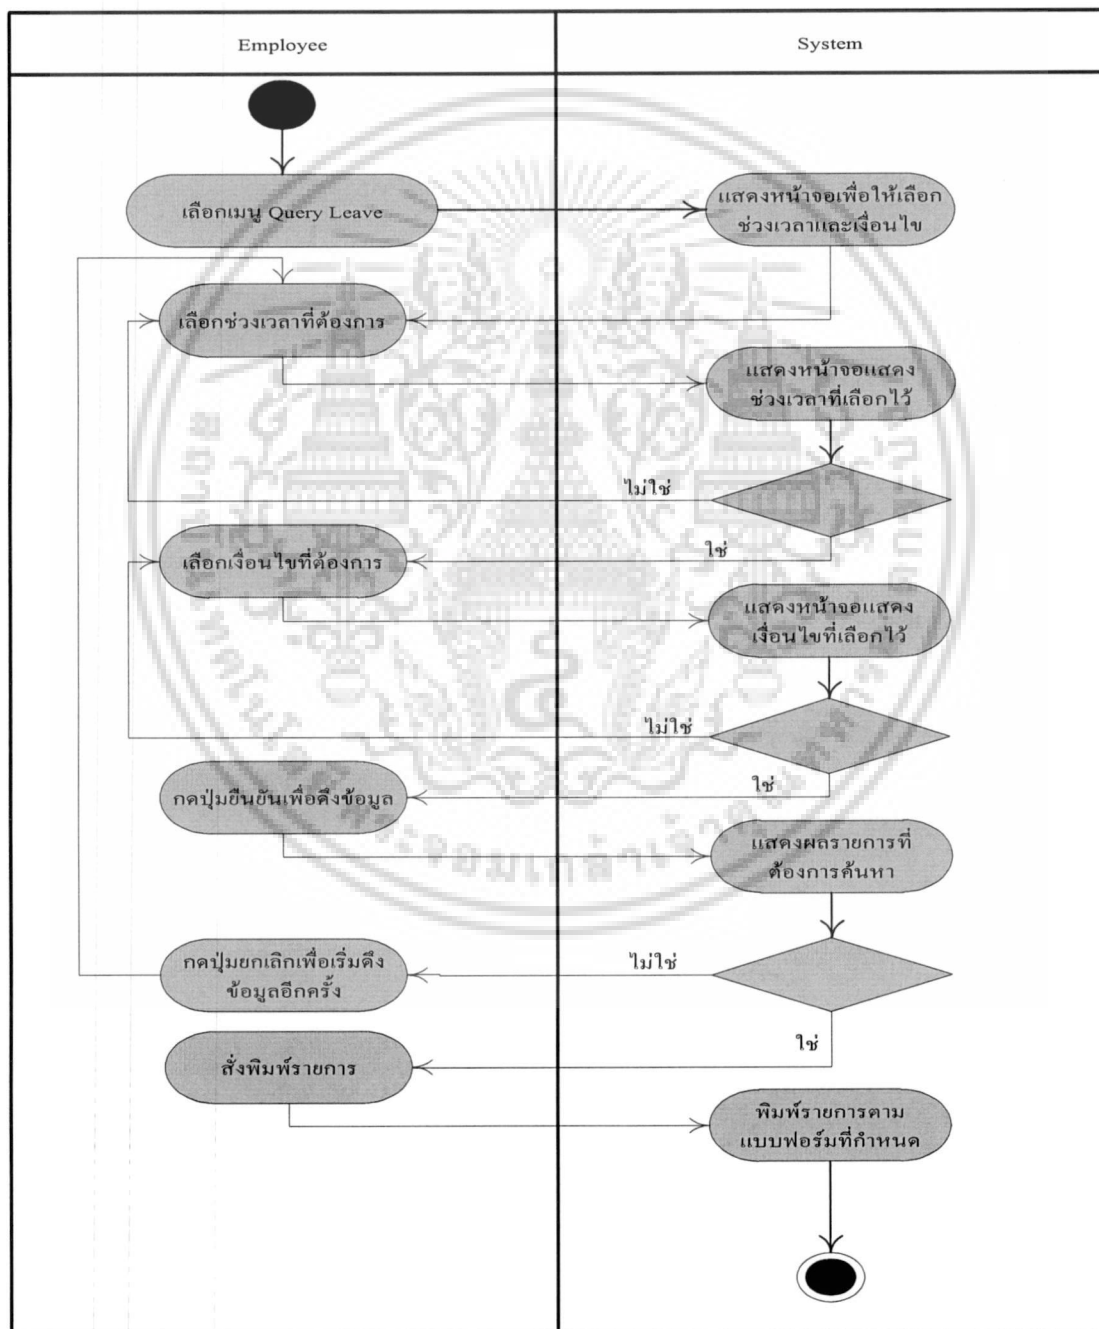 Employee
System
เลือกเมนู Query Leave
แสดงหน้าจอเพื่อให้เลือก
ช่วงเวลาและเงื่อนไข
เลือกช่วงเวลาที่ต้องการ
แสดงหน้าจอแสดง
ช่วงเวลาที่เลือกไว้
ไม่ใช่
ใช่
เลือกเงื่อนไขที่ต้องการ
แสดงหน้าจอแสดง
เงื่อนไขที่เลือกไว้
ไม่ใช่
ใช่
กดปุ่มยืนยันเพื่อดึงข้อมูล
แสดงผลรายการที่
ต้องการค้นหา
ไม่ใช่
กดปุ่มยกเลิกเพื่อเริ่มดึง
ข้อมูลอีกครั้ง
ใช่
สั่งพิมพ์รายการ
พิมพ์รายการตาม
แบบฟอร์มที่กำหนด